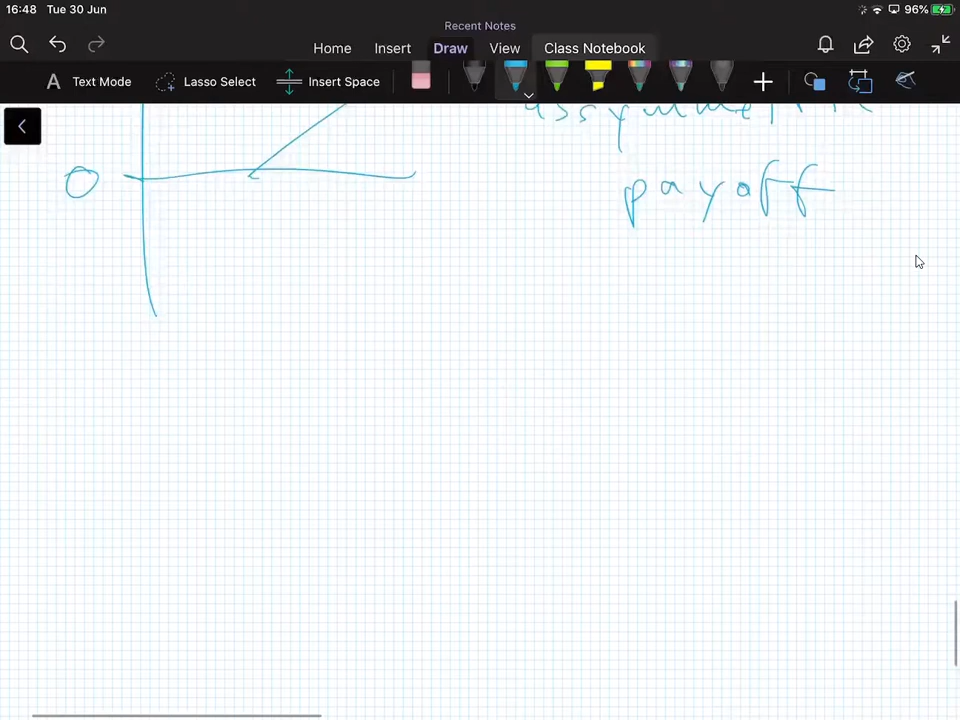 16:48 Tue 30 Jun 96%
Recent Notes
Home Insert Draw View Class Notebook
A Text Mode Lasso Select Insert Space
O
payoff